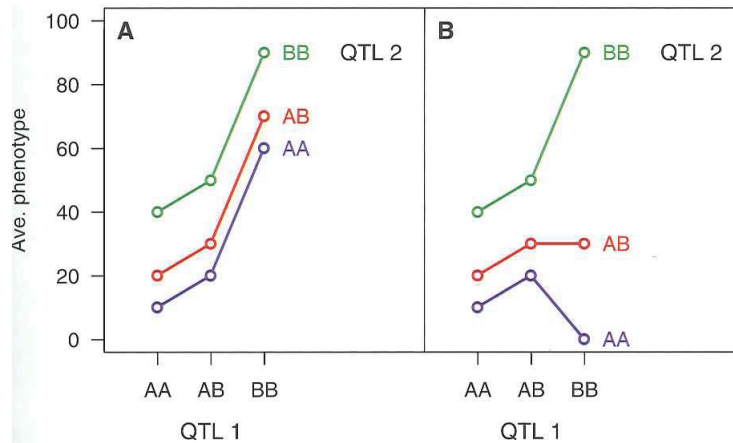 Ave. phenotype
100
80
60
40
20
0
A
QTL 2
BB
AB
AA
AA AB BB
QTL 1
B
QTL 2
BB
AB
AA
AA AB BB
QTL 1